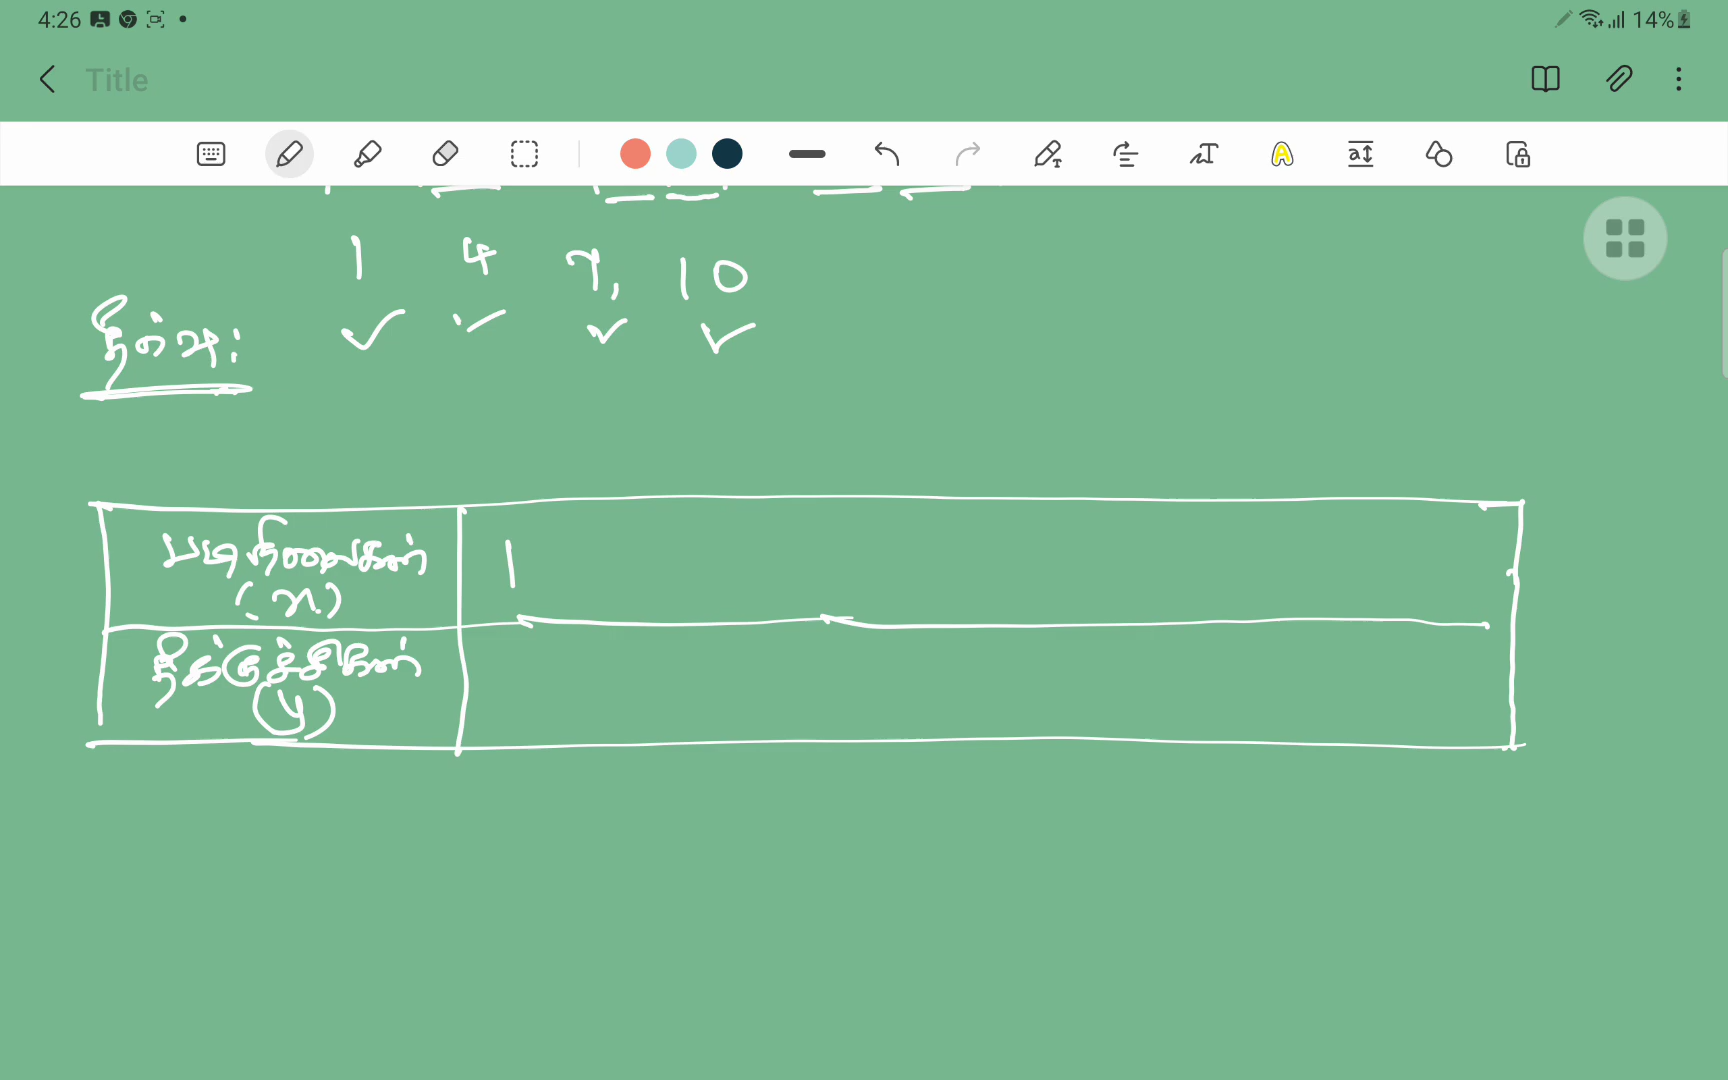 4:26 14%
Title
1 4 7, 10
தீர்வு:
படிநிலைகள் 1
(x)
தீக்குச்சிகள்
(y)